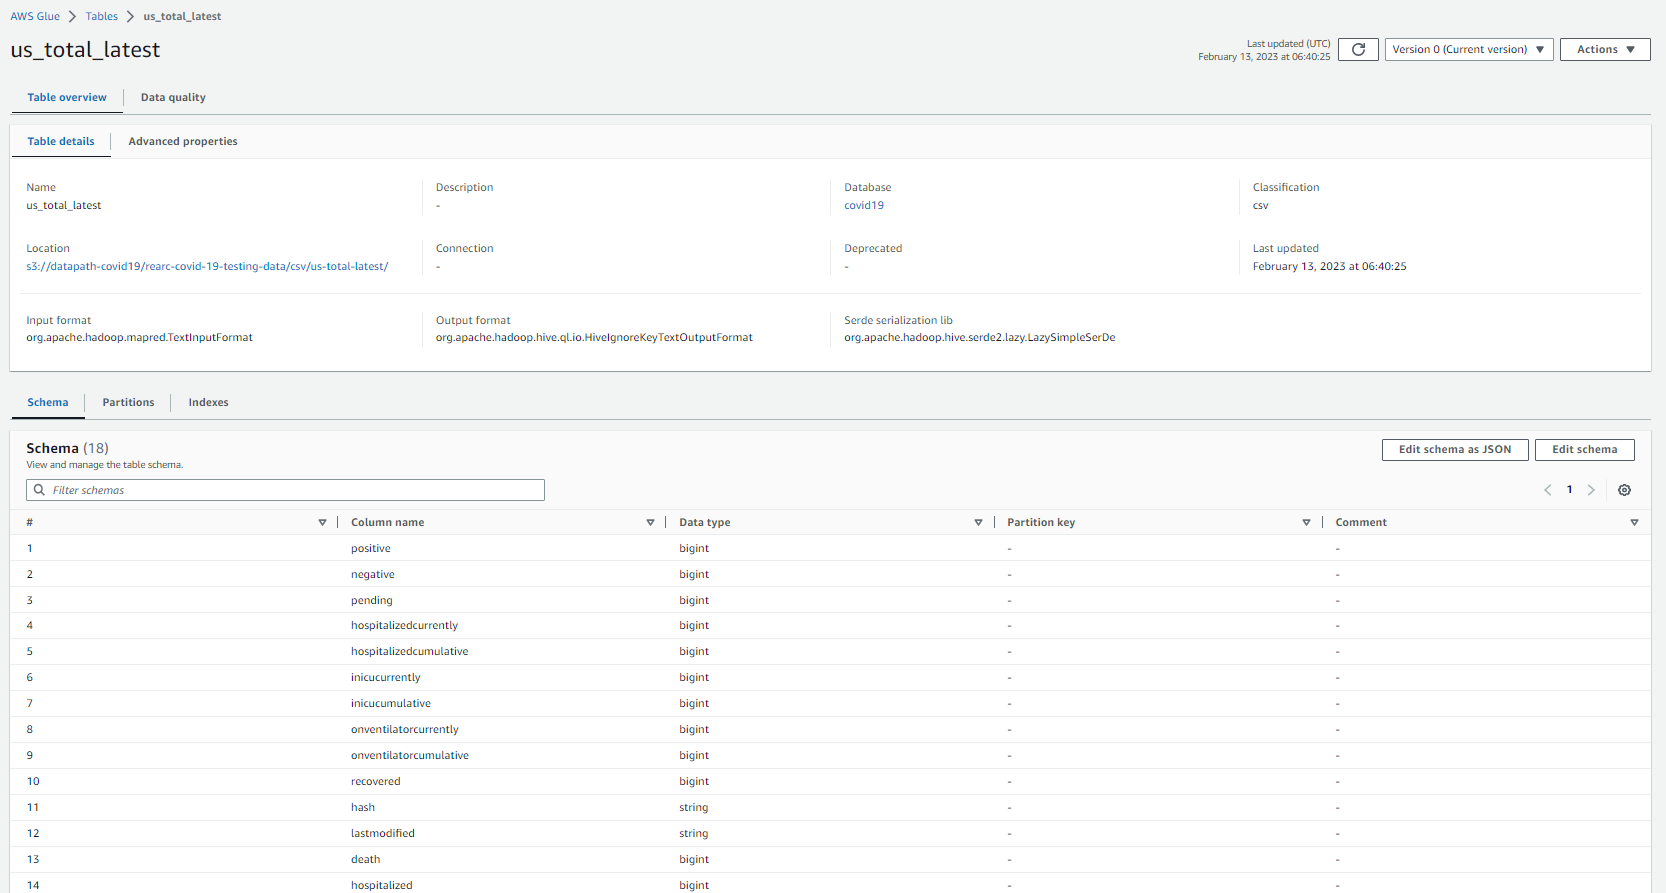 AWS Glue > Tables > us_total_latest
us_total_latest
Last updated (UTC)
February 13, 2023 at 06:40:25
Version 0 (Current version)
Actions
Table overview Data quality
Table details Advanced properties
Name Description Database Classification
us_total_latest - covid19 csv
Location Connection Deprecated Last updated
s3://datapath-covid19/rearc-covid-19-testing-data/csv/us-total-latest/ - - February 13, 2023 at 06:40:25
Input format Output format Serde serialization lib
org.apache.hadoop.mapred.TextInputFormat org.apache.hadoop.hive.ql.io.HiveIgnoreKeyTextOutputFormat org.apache.hadoop.hive.serde2.lazy.LazySimpleSerDe
Schema Partitions Indexes
Schema (18) Edit schema as JSON Edit schema
View and manage the table schema.
Filter schemas < 1 >
# Column name Data type Partition key Comment
1 positive bigint - -
2 negative bigint - -
3 pending bigint - -
4 hospitalizedcurrently bigint - -
5 hospitalizedcumulative bigint - -
6 inicucurrently bigint - -
7 inicucumulative bigint - -
8 onventilatorcurrently bigint - -
9 onventilatorcumulative bigint - -
10 recovered bigint - -
11 hash string - -
12 lastmodified string - -
13 death bigint - -
14 hospitalized bigint - -